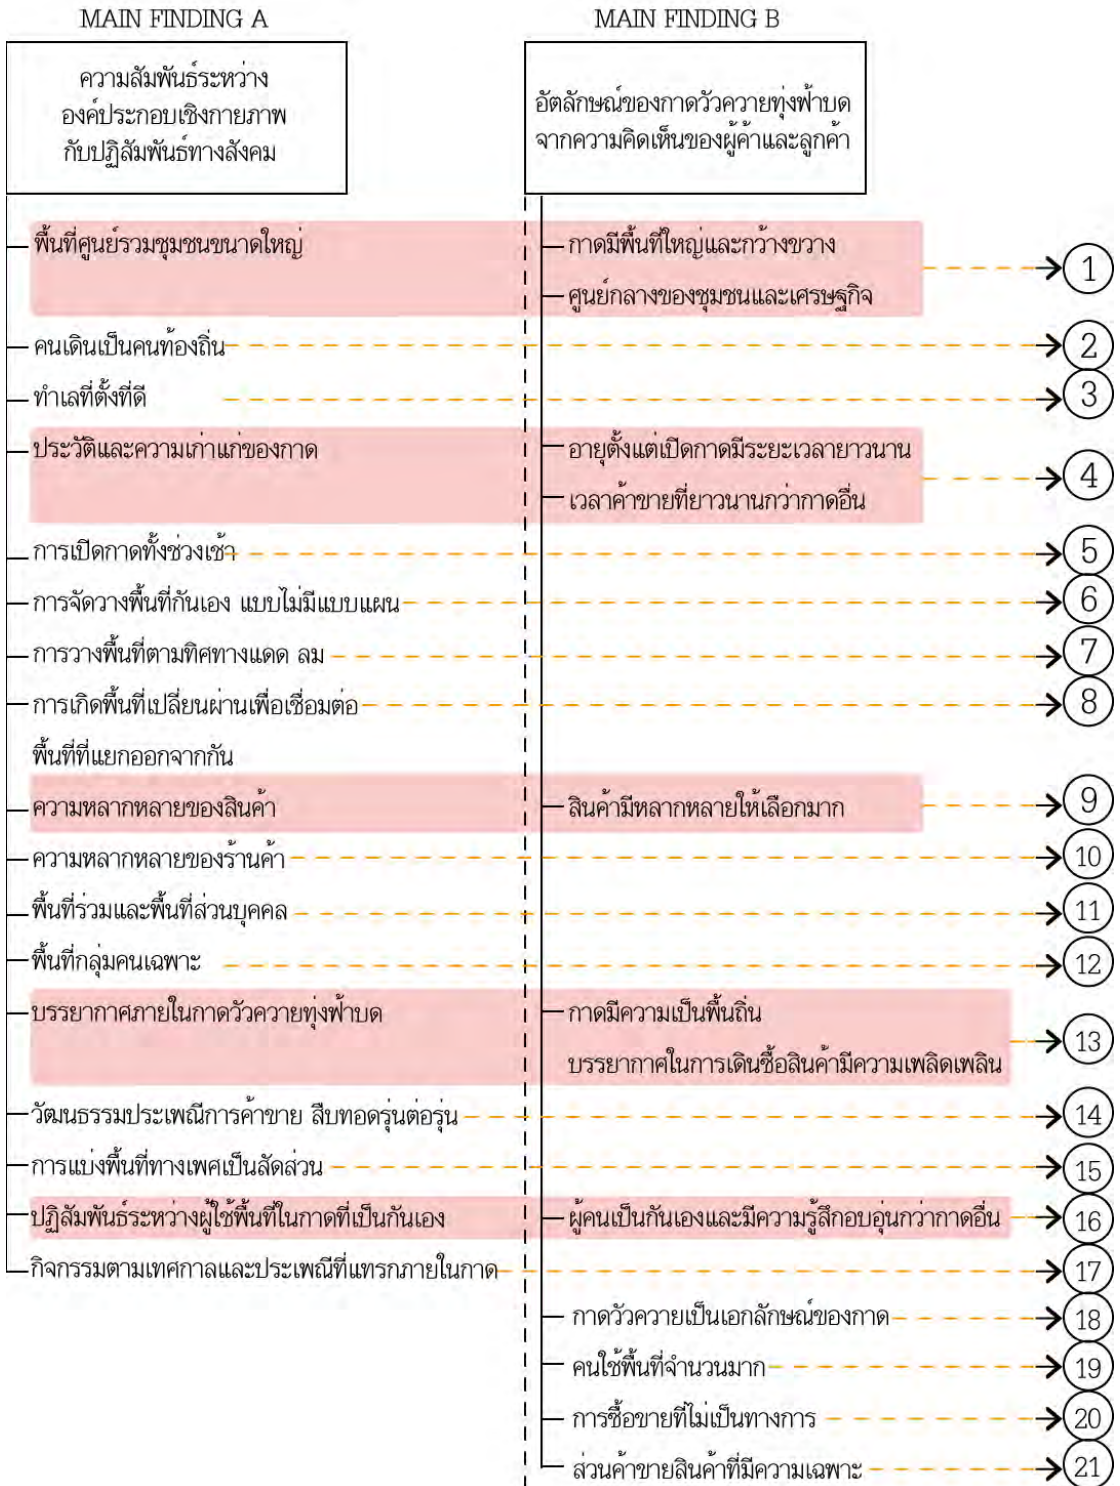 MAIN FINDING A
MAIN FINDING B
ความสัมพันธ์ระหว่าง
องค์ประกอบเชิงกายภาพ
กับปฏิสัมพันธ์ทางสังคม
อัตลักษณ์ของกาดวัวควายทุ่งฟ้าบด
จากความคิดเห็นของผู้ค้าและลูกค้า
พื้นที่ศูนย์รวมชุมชนขนาดใหญ่
กาดมีพื้นที่ใหญ่และกว้างขวาง
ศูนย์กลางของชุมชนและเศรษฐกิจ
1
คนเดินเป็นคนท้องถิ่น
2
ทำเลที่ตั้งที่ดี
3
ประวัติและความเก่าแก่ของกาด
อายุตั้งแต่เปิดกาดมีระยะเวลายาวนาน
เวลาค้าขายที่ยาวนานกว่ากาดอื่น
4
การเปิดกาดทั้งช่วงเช้า
5
การจัดวางพื้นที่กันเอง แบบไม่มีแบบแผน
6
การวางพื้นที่ตามทิศทางแดด ลม
7
การเกิดพื้นที่เปลี่ยนผ่านเพื่อเชื่อมต่อ
8
พื้นที่ที่แยกออกจากกัน
ความหลากหลายของสินค้า
สินค้ามีหลากหลายให้เลือกมาก
9
ความหลากหลายของร้านค้า
10
พื้นที่ร่วมและพื้นที่ส่วนบุคคล
11
พื้นที่กลุ่มคนเฉพาะ
12
บรรยากาศภายในกาดวัวควายทุ่งฟ้าบด
กาดมีความเป็นพื้นถิ่น
บรรยากาศในการเดินซื้อสินค้ามีความเพลิดเพลิน
13
วัฒนธรรมประเพณีการค้าขาย สืบทอดรุ่นต่อรุ่น
14
การแบ่งพื้นที่ทางเพศเป็นสัดส่วน
15
ปฏิสัมพันธ์ระหว่างผู้ใช้พื้นที่ในกาดที่เป็นกันเอง
ผู้คนเป็นกันเองและมีความรู้สึกอบอุ่นกว่ากาดอื่น
16
กิจกรรมตามเทศกาลและประเพณีที่แทรกภายในกาด
17
กาดวัวควายเป็นเอกลักษณ์ของกาด
18
คนใช้พื้นที่จำนวนมาก
19
การซื้อขายที่ไม่เป็นทางการ
20
ส่วนค้าขายสินค้าที่มีความเฉพาะ
21